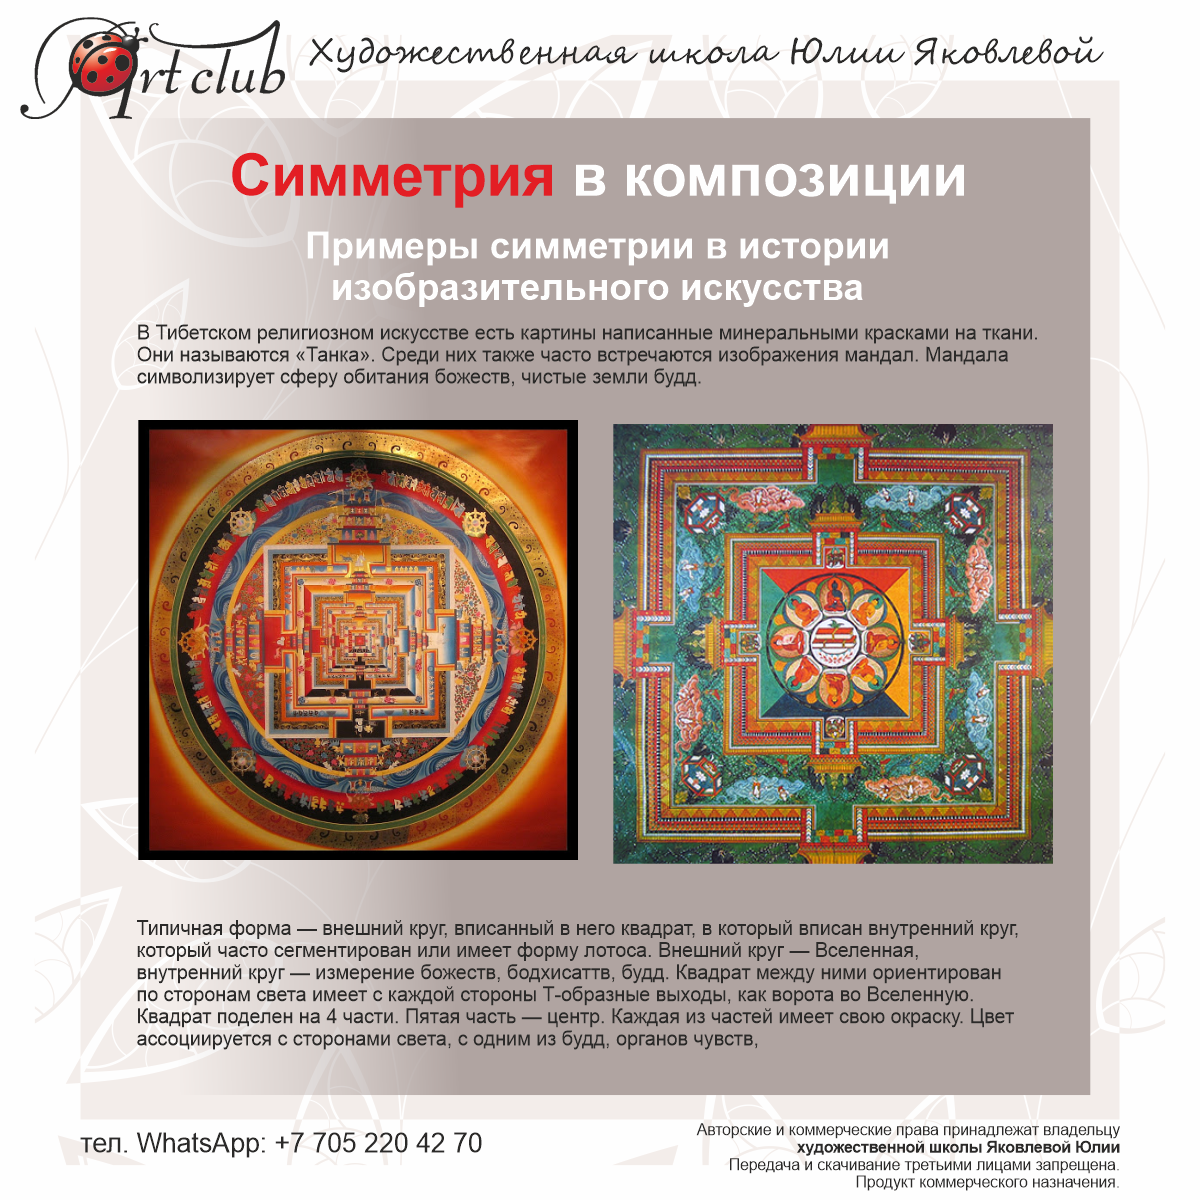 Art club
Художественная школа Юлии Яковлевой
Симметрия в композиции
Примеры симметрии в истории
изобразительного искусства
В Тибетском религиозном искусстве есть картины написанные минеральными красками на ткани.
Они называются «Танка». Среди них также часто встречаются изображения мандал. Мандала
символизирует сферу обитания божеств, чистые земли будд.
Типичная форма — внешний круг, вписанный в него квадрат, в который вписан внутренний круг,
который часто сегментирован или имеет форму лотоса. Внешний круг — Вселенная,
внутренний круг — измерение божеств, бодхисаттв, будд. Квадрат между ними ориентирован
по сторонам света имеет с каждой стороны Т-образные выходы, как ворота во Вселенную.
Квадрат поделен на 4 части. Пятая часть — центр. Каждая из частей имеет свою окраску. Цвет
ассоциируется с сторонами света, с одним из будд, органов чувств,
тел. WhatsApp: +7 705 220 42 70
Авторские и коммерческие права принадлежат владельцу
художественной школы Яковлевой Юлии
Передача и скачивание третьими лицами запрещена.
Продукт коммерческого назначения.